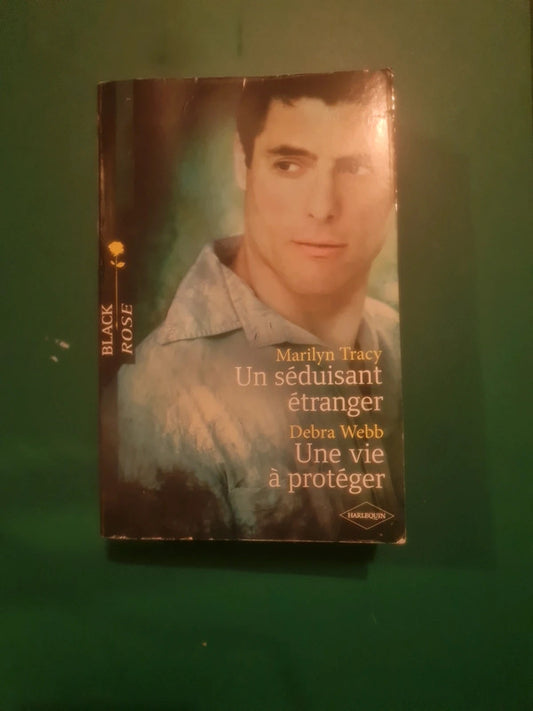 BLACK
ROSE
Marilyn Tracy
Un séduisant
étranger
Debra Webb
Une vie
à protéger
HARLEQUIN